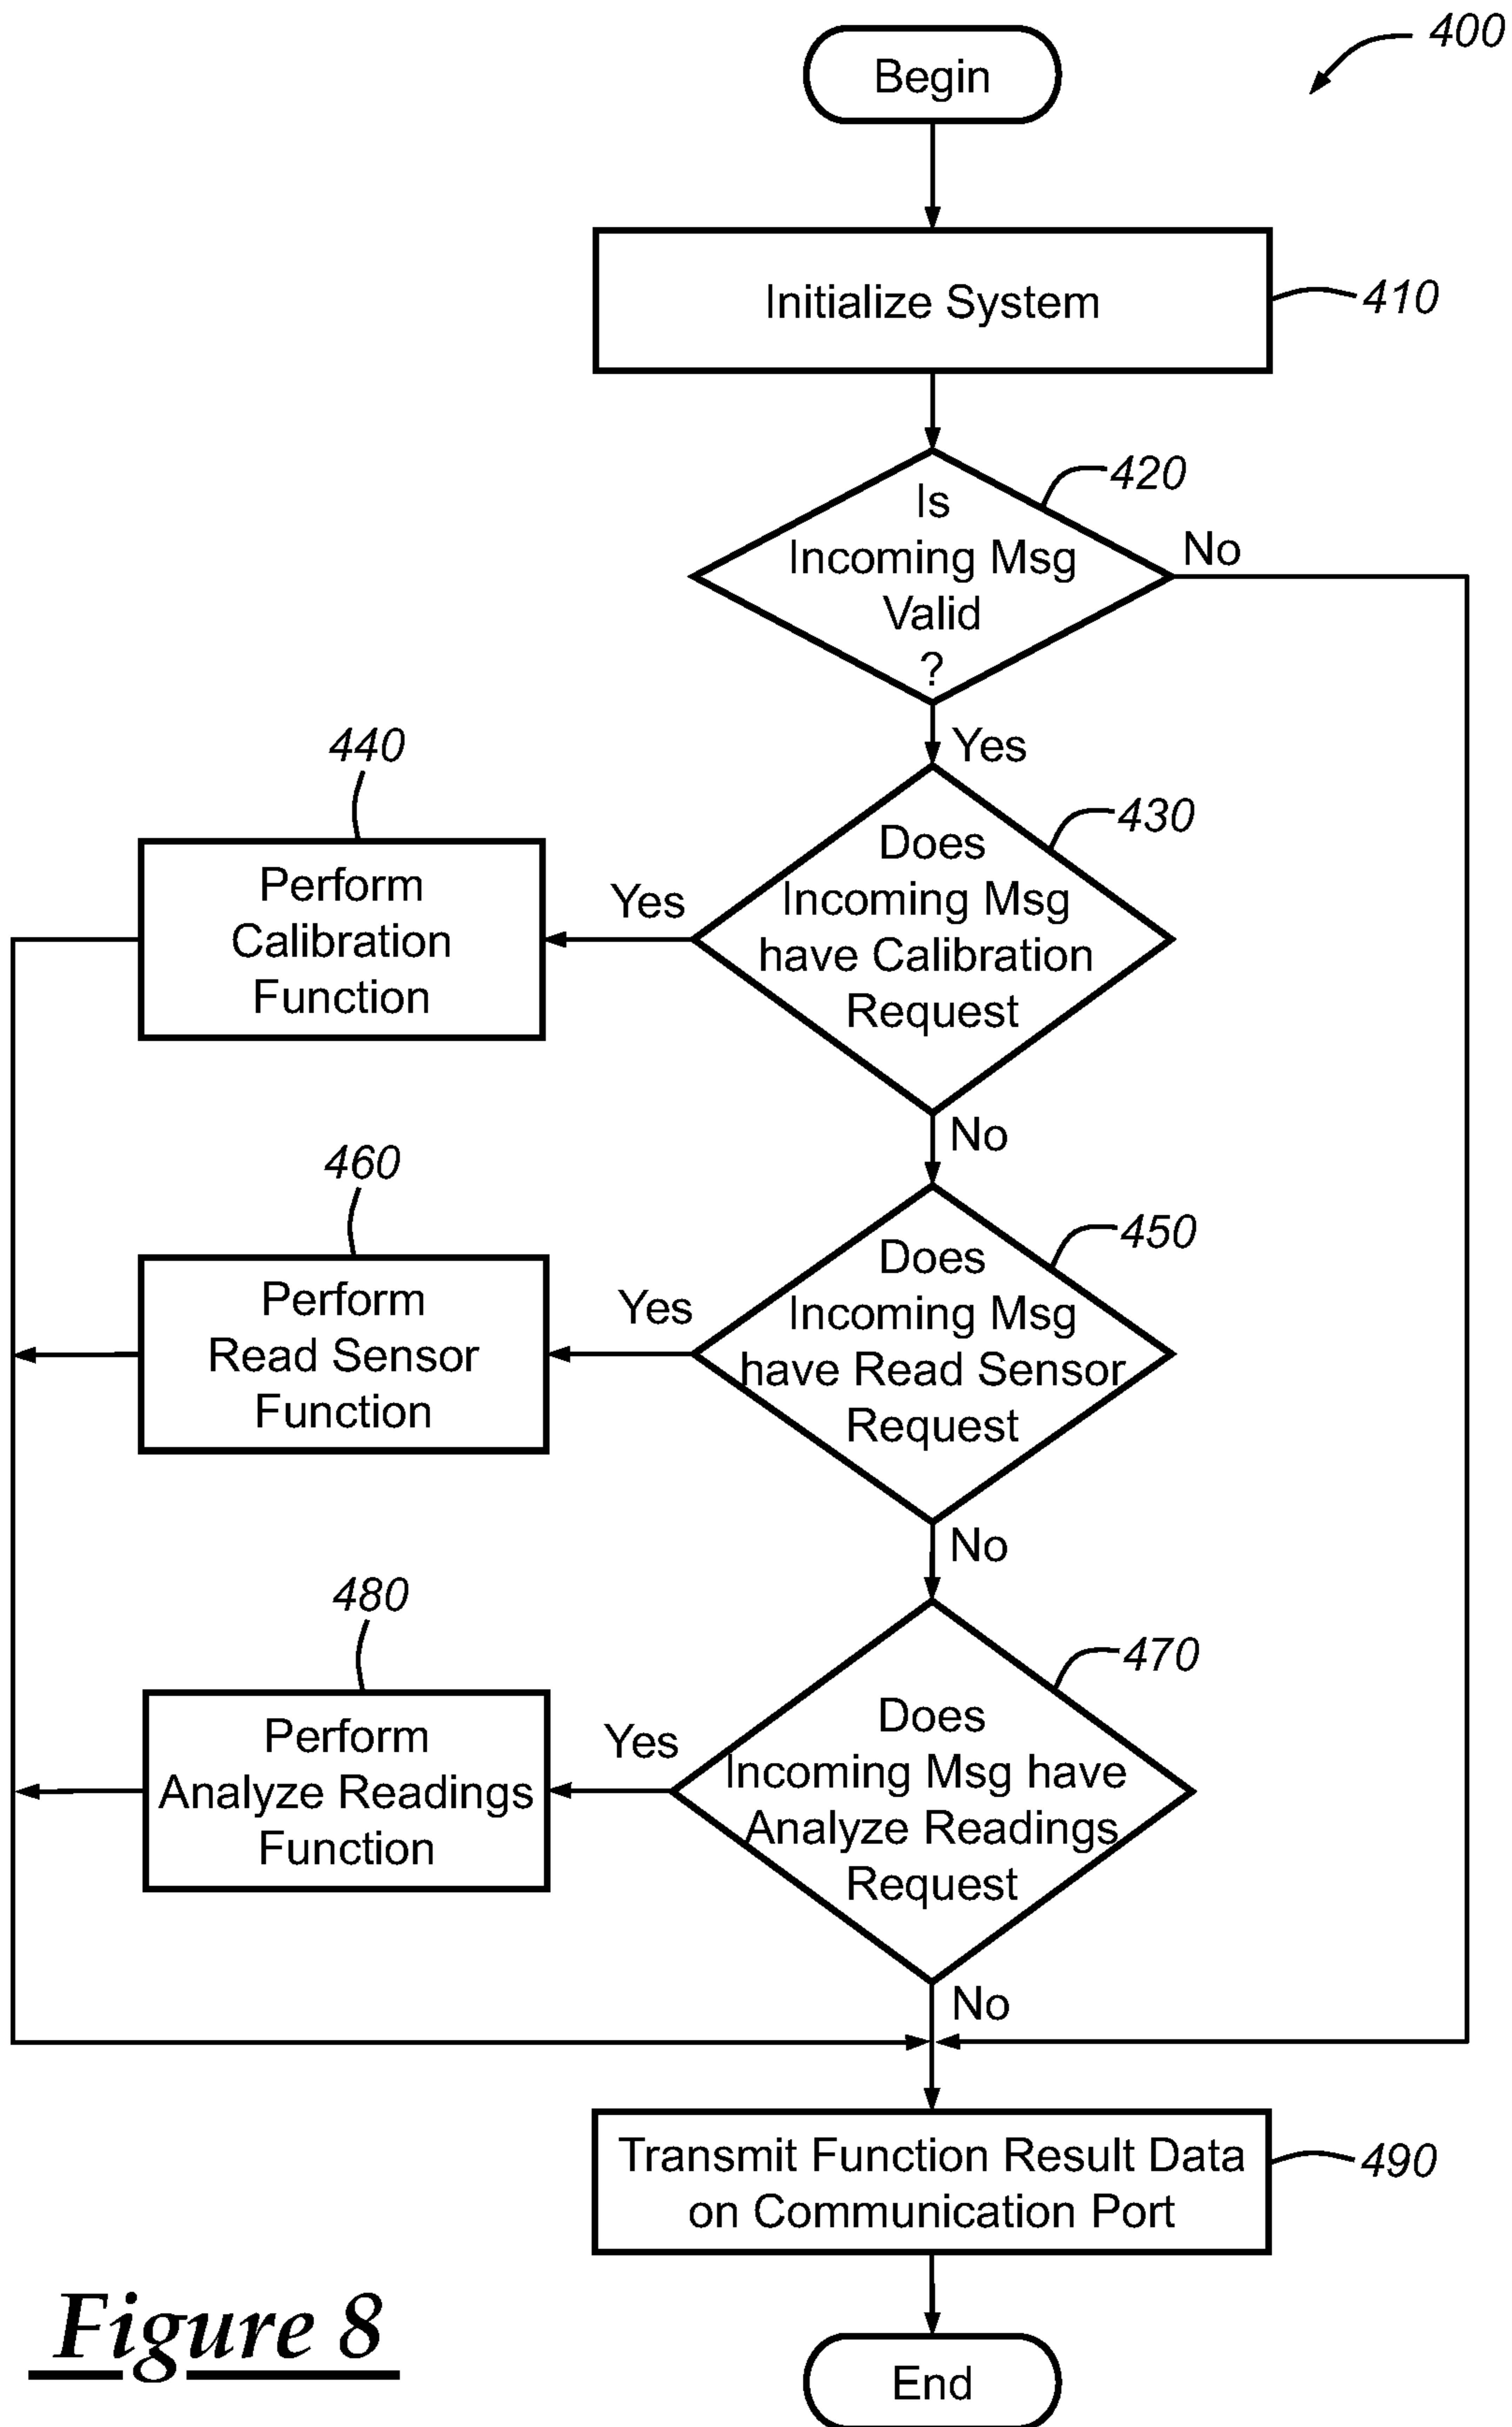 400
Begin
Initialize System
410
420
Is
Incoming Msg
Valid
?
No
Yes
430
Does
Incoming Msg
have Calibration
Request
Yes
440
Perform
Calibration
Function
No
450
Does
Incoming Msg
have Read Sensor
Request
Yes
460
Perform
Read Sensor
Function
No
470
Does
Incoming Msg have
Analyze Readings
Request
Yes
480
Perform
Analyze Readings
Function
No
Transmit Function Result Data
on Communication Port
490
End
Figure 8